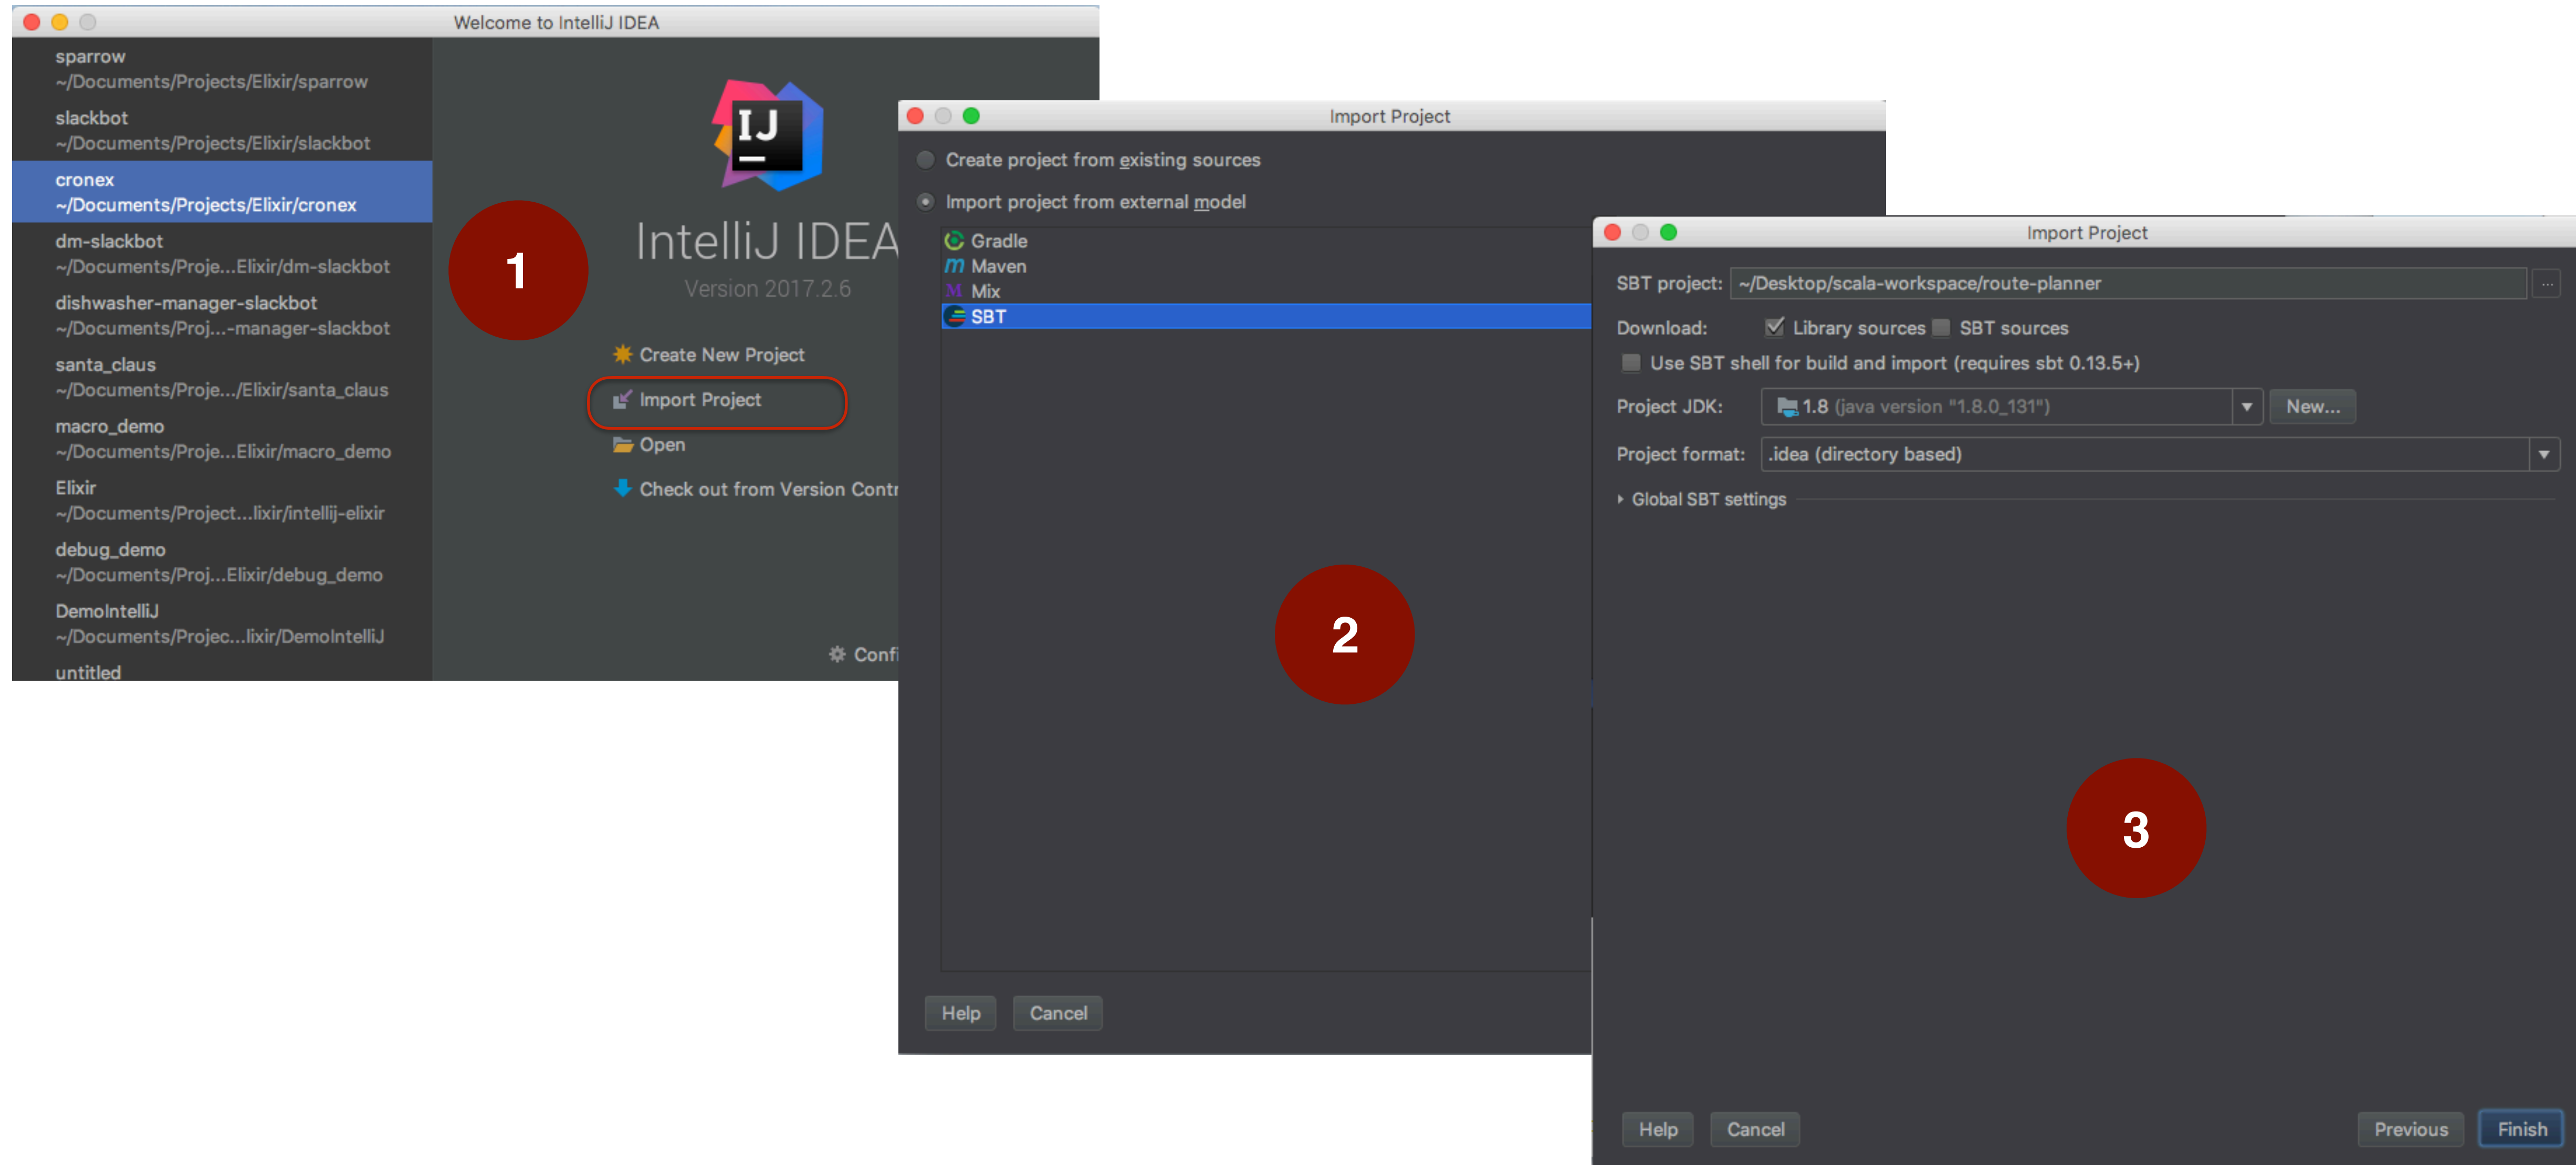 Welcome to IntelliJ IDEA
sparrow
~/Documents/Projects/Elixir/sparrow
slackbot
~/Documents/Projects/Elixir/slackbot
cronex
~/Documents/Projects/Elixir/cronex
dm-slackbot
~/Documents/Proje...Elixir/dm-slackbot
dishwasher-manager-slackbot
~/Documents/Proj...-manager-slackbot
santa_claus
~/Documents/Proje.../Elixir/santa_claus
macro_demo
~/Documents/Proje...Elixir/macro_demo
Elixir
~/Documents/Project...lixir/intellij-elixir
debug_demo
~/Documents/Proj...Elixir/debug_demo
DemoIntelliJ
~/Documents/Projec...lixir/DemoIntelliJ
untitled
IJ
1
IntelliJ IDEA
Version 2017.2.6
Create New Project
Import Project
Open
Check out from Version Contr
Confi
Import Project
Create project from existing sources
Import project from external model
Gradle
m Maven
M Mix
SBT
2
Help Cancel
Import Project
SBT project: ~/Desktop/scala-workspace/route-planner ...
Download: Library sources SBT sources
Use SBT shell for build and import (requires sbt 0.13.5+)
Project JDK: 1.8 (java version "1.8.0_131") New...
Project format: .idea (directory based)
Global SBT settings
3
Help Cancel Previous Finish